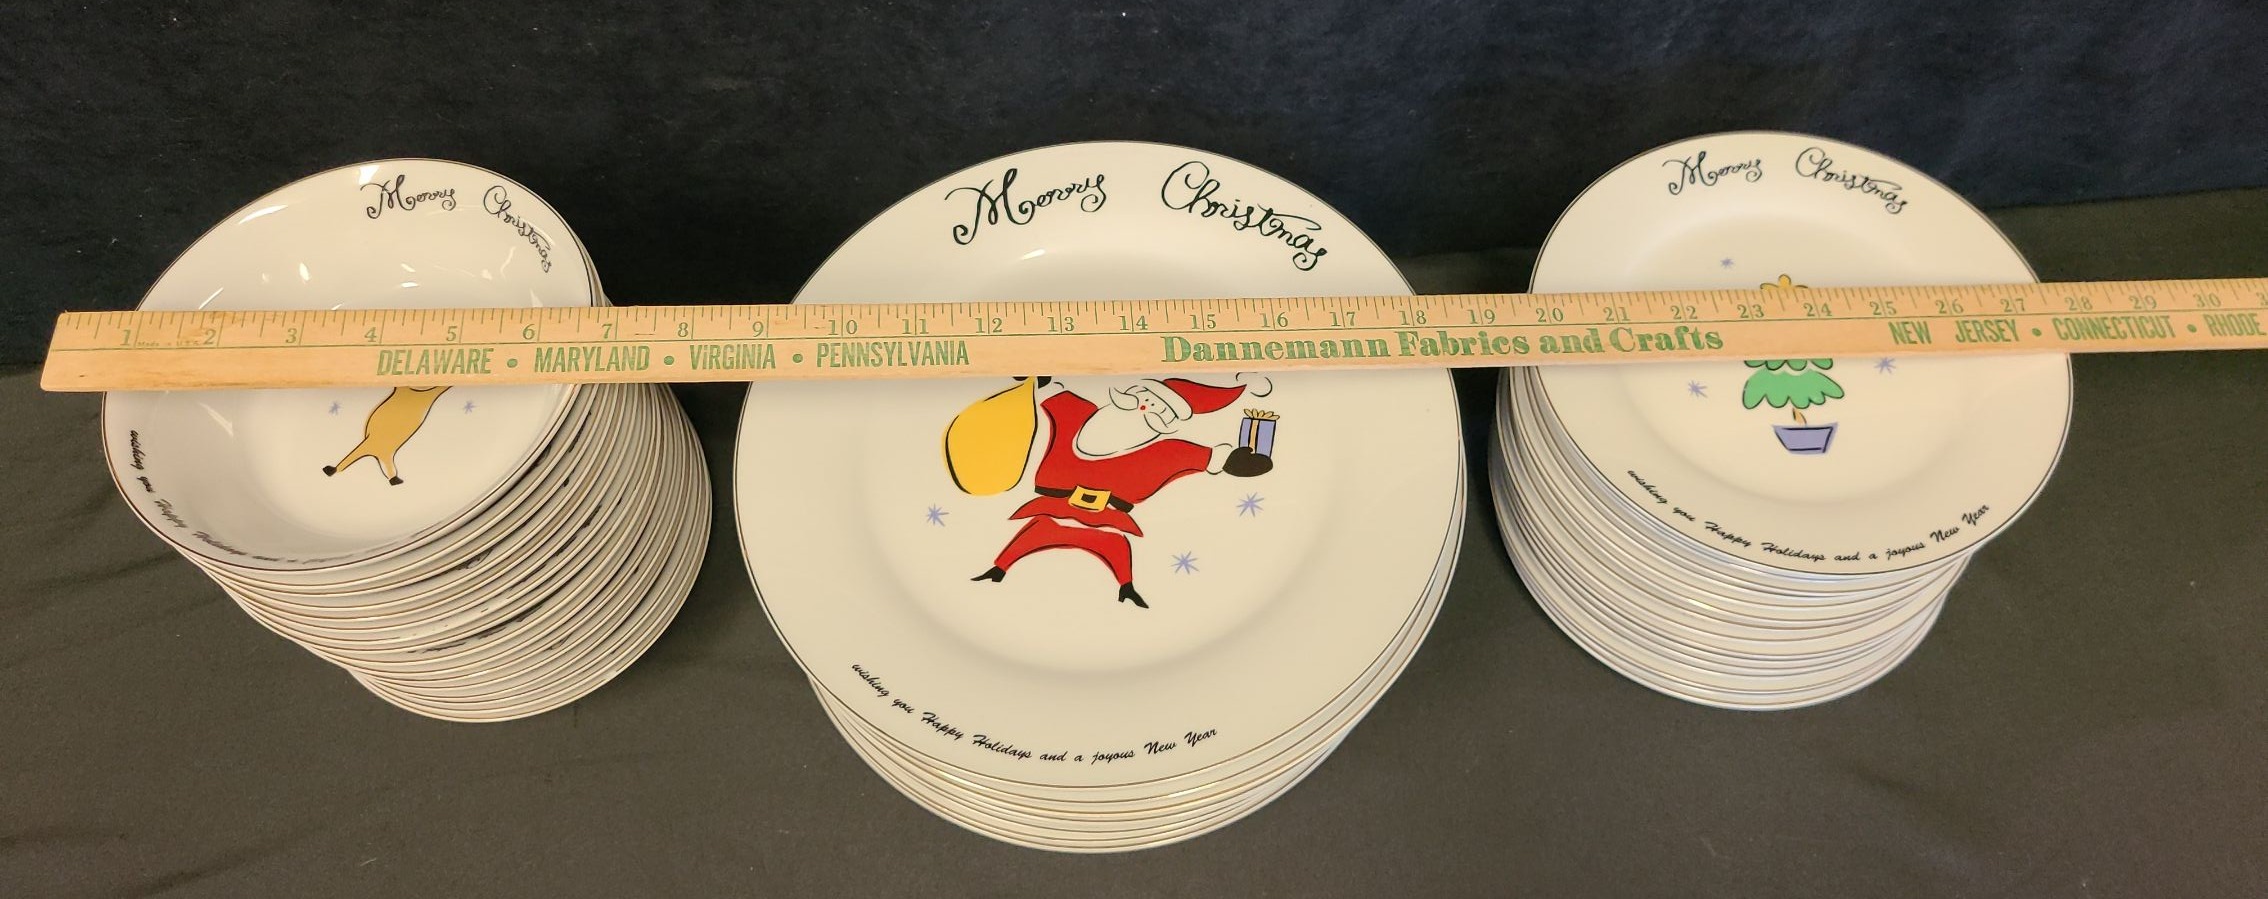 Merry Christmas
Merry Christmas
Merry Christmas
1 2 3 4 5 6 7 8 9 10 11 12 13 14 15 16 17 18 19 20 21 22 23 24 25 26 27 28 29 30
DELAWARE • MARYLAND • VIRGINIA • PENNSYLVANIA Dannemann Fabrics and Crafts NEW JERSEY • CONNECTICUT • RHODE
wishing you Happy Holidays and a
wishing you Happy Holidays and a joyous New Year
wishing you Happy Holidays and a joyous New Year